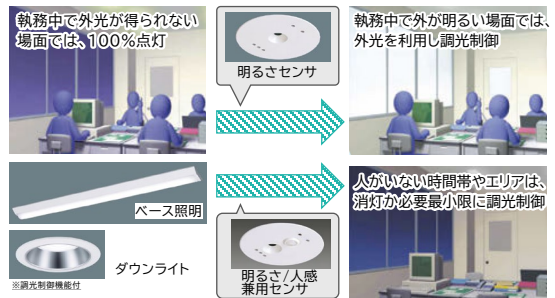 執務中で外光が得られない
場面では、100%点灯
明るさセンサ
執務中で外が明るい場面では、
外光を利用し調光制御
ベース照明
ダウンライト
※調光制御機能付
明るさ/人感
兼用センサ
人がいない時間帯やエリアは、
消灯か必要最小限に調光制御